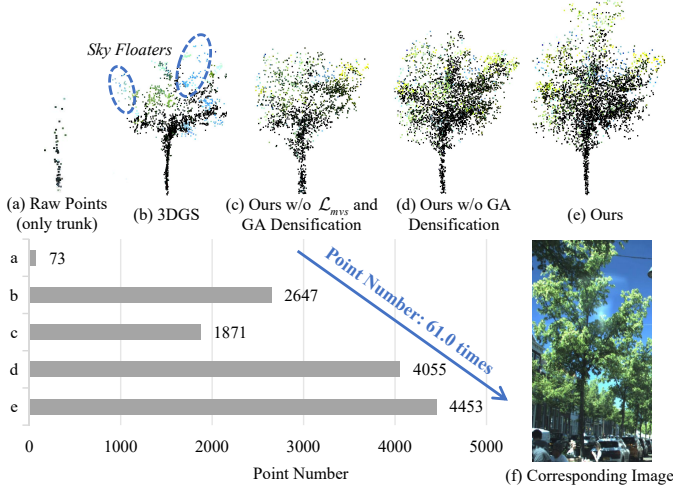 Sky Floaters
(a) Raw Points
(only trunk)
(b) 3DGS
(c) Ours w/o ℒmvs and
GA Densification
(d) Ours w/o GA
Densification
(e) Ours
a
73
b
2647
c
1871
d
4055
e
4453
Point Number: 61.0 times
0 1000 2000 3000 4000 5000
Point Number
(f) Corresponding Image